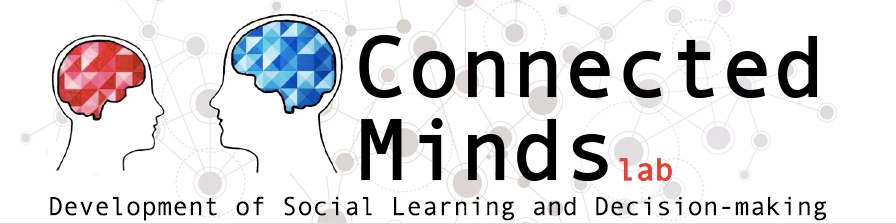 Connected
Minds lab
Development of Social Learning and Decision-making